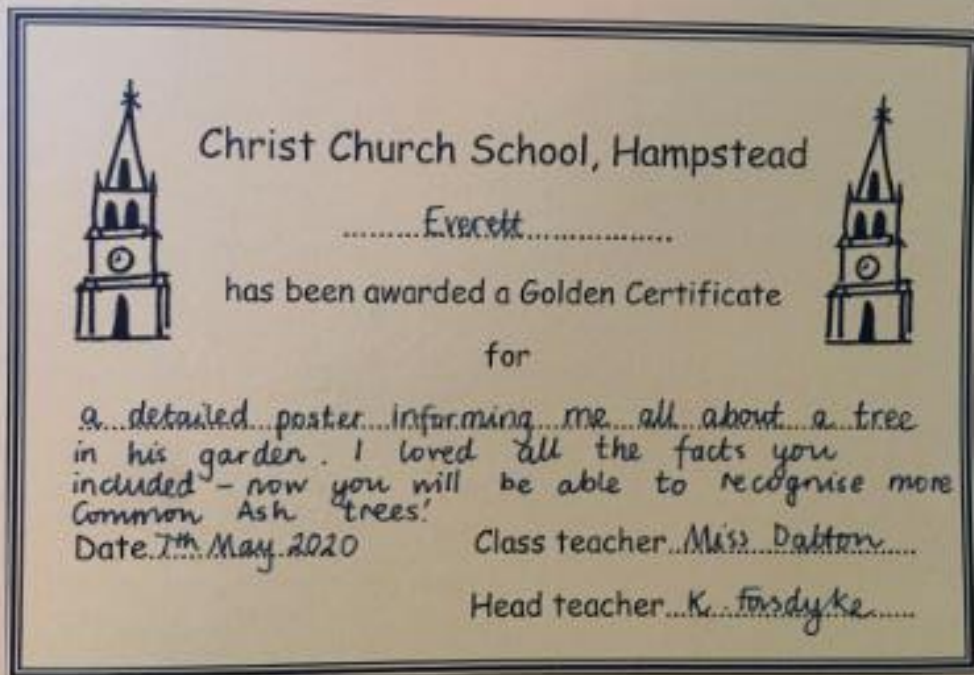 Christ Church School, Hampstead
Everett
has been awarded a Golden Certificate
for
a detailed poster informing me all about a tree
in his garden. I loved all the facts you
included - now you will be able to recognise more
Common Ash trees!
Date 7th May 2020 Class teacher Miss Dalton
Head teacher K. Forsdyke